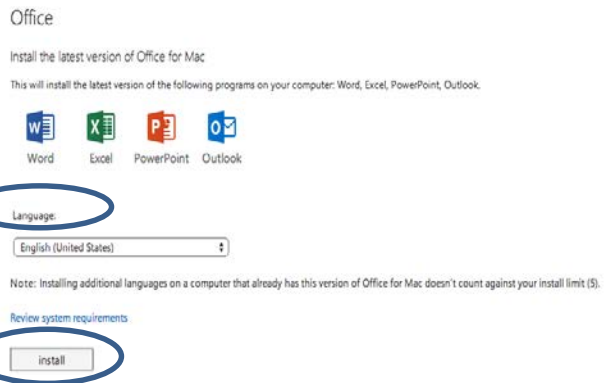 Office
Install the latest version of Office for Mac
This will install the latest version of the following programs on your computer: Word, Excel, PowerPoint, Outlook.
Word Excel PowerPoint Outlook
Language:
English (United States)
Note: Installing additional languages on a computer that already has this version of Office for Mac doesn't count against your install limit (5).
Review system requirements
install